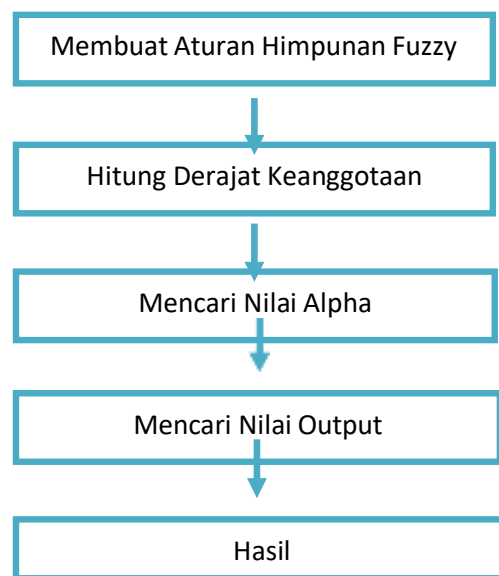 Membuat Aturan Himpunan Fuzzy
Hitung Derajat Keanggotaan
Mencari Nilai Alpha
Mencari Nilai Output
Hasil